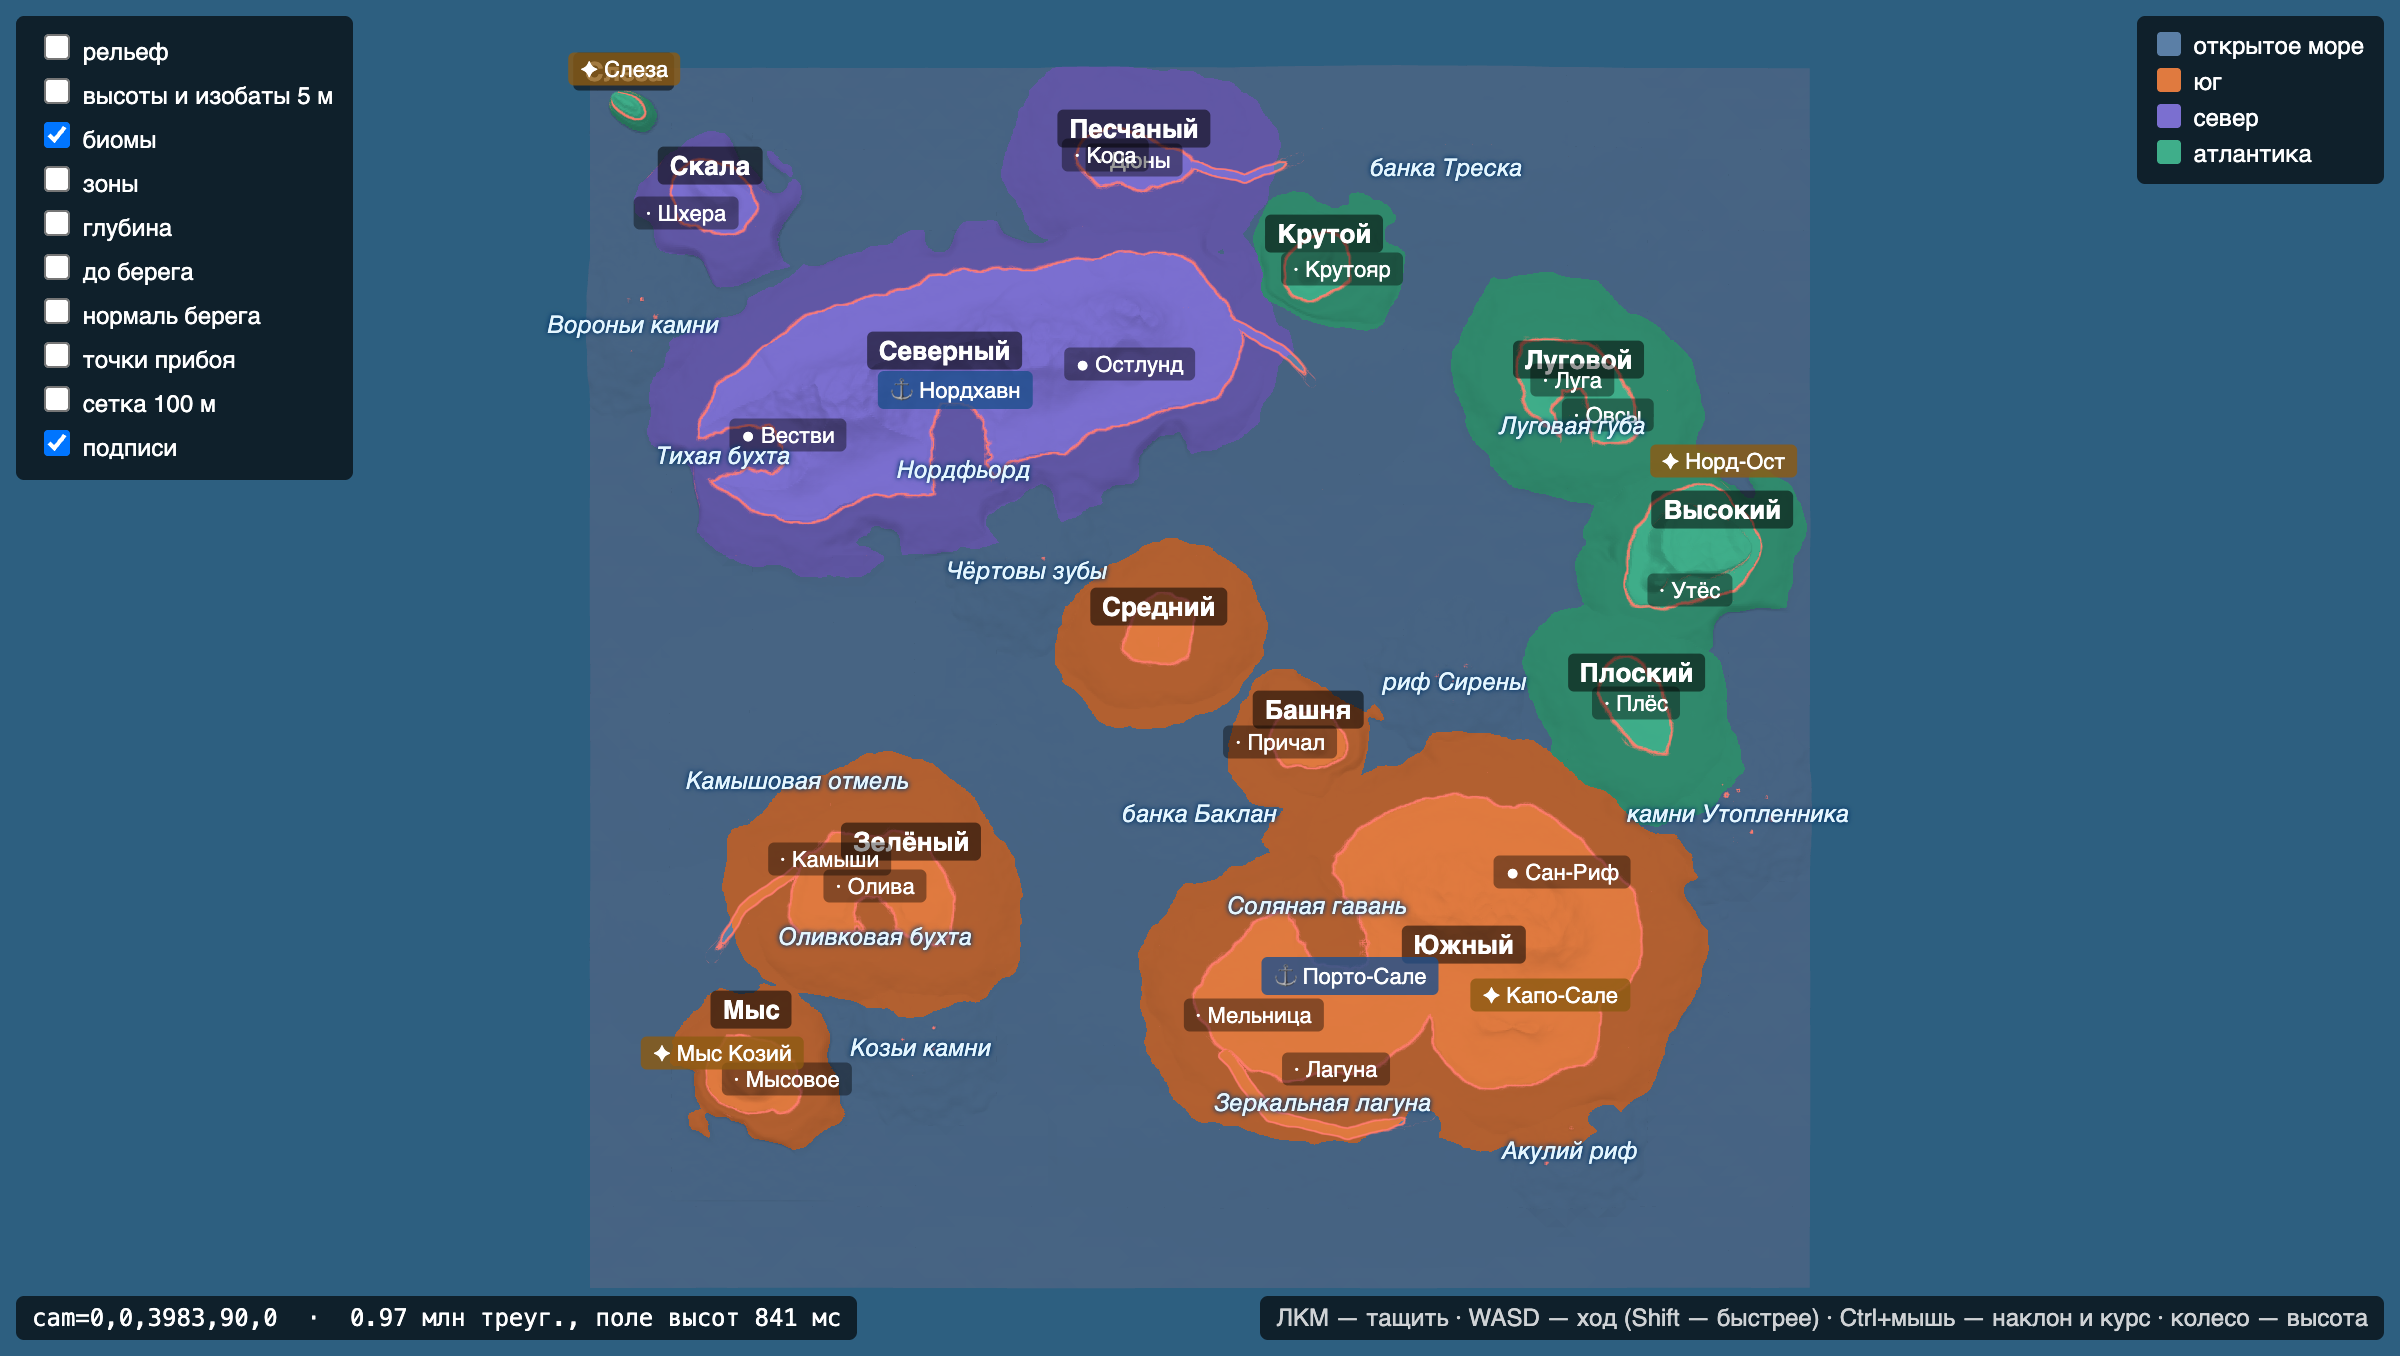 рельеф
высоты и изобаты 5 м
биомы
зоны
глубина
до берега
нормаль берега
точки прибоя
сетка 100 м
подписи
открытое море
юг
север
атлантика
✦ Слеза
Скала
· Шхера
Песчаный
· Коса
Дюны
банка Треска
Крутой
· Крутояр
Вороньи камни
Северный
⚓ Нордхавн
● Остлунд
● Вестви
Тихая бухта
Нордфьорд
Луговой
· Луга
· Овсы
Луговая губа
✦ Норд-Ост
Высокий
· Утёс
Чёртовы зубы
Средний
риф Сирены
Плоский
· Плёс
Башня
· Причал
Камышовая отмель
банка Баклан
камни Утопленника
Зелёный
· Камыши
· Олива
Оливковая бухта
● Сан-Риф
Соляная гавань
Южный
⚓ Порто-Сале
✦ Капо-Сале
· Мельница
Мыс
✦ Мыс Козий
· Мысовое
Козьи камни
· Лагуна
Зеркальная лагуна
Акулий риф
cam=0,0,3983,90,0 · 0.97 млн треуг., поле высот 841 мс
ЛКМ — тащить · WASD — ход (Shift — быстрее) · Ctrl+мышь — наклон и курс · колесо — высота